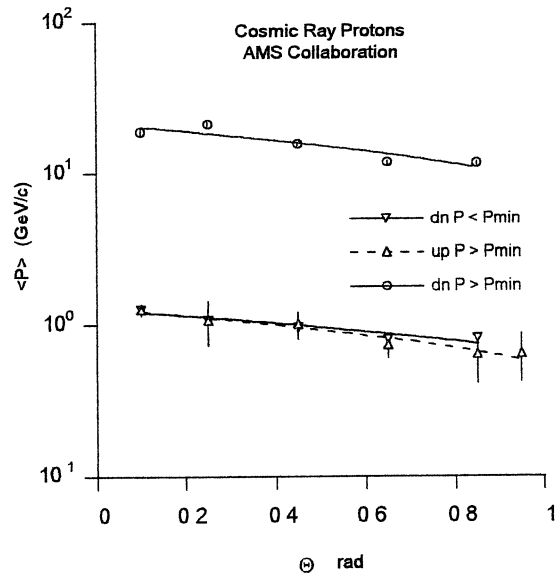 Cosmic Ray Protons
AMS Collaboration
10²
10¹
10⁰
10⁻¹
<P> (GeV/c)
dn P < Pmin
up P > Pmin
dn P > Pmin
0 0 2 0 4 0 6 0 8 1
Θ rad